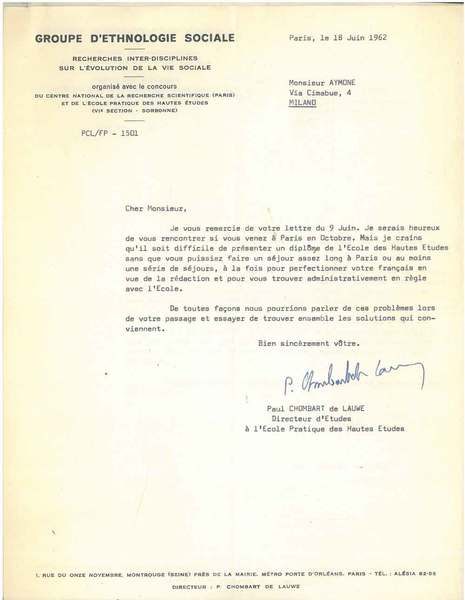 GROUPE D'ETHNOLOGIE SOCIALE
RECHERCHES INTER-DISCIPLINES
SUR L'ÉVOLUTION DE LA VIE SOCIALE
organisé avec le concours
DU CENTRE NATIONAL DE LA RECHERCHE SCIENTIFIQUE (PARIS)
ET DE L'ÉCOLE PRATIQUE DES HAUTES ÉTUDES
(VIe SECTION - SORBONNE)
PCL/FP - 1501
Paris, le 18 Juin 1962
Monsieur AYMONE
Via Cimabue, 4
MILANO
Cher Monsieur,
Je vous remercie de votre lettre du 9 Juin. Je serais heureux
de vous rencontrer si vous venez à Paris en Octobre. Mais je crains
qu'il soit difficile de présenter un diplôme de l'Ecole des Hautes Etudes
sans que vous puissiez faire un séjour assez long à Paris ou au moins
une série de séjours, à la fois pour perfectionner votre français en
vue de la rédaction et pour vous trouver administrativement en règle
avec l'Ecole.
De toutes façons nous pourrions parler de ces problèmes lors
de votre passage et essayer de trouver ensemble les solutions qui con-
viennent.
Bien sincèrement vôtre.
P. Chombart de Lauwe
Paul CHOMBART de LAUWE
Directeur d'Etudes
à l'Ecole Pratique des Hautes Etudes
1, RUE DU ONZE NOVEMBRE, MONTROUGE (SEINE) PRÈS DE LA MAIRIE, MÉTRO PORTE D'ORLÉANS, PARIS - TÉL. : ALÉSIA 82-05
DIRECTEUR : P. CHOMBART DE LAUWE